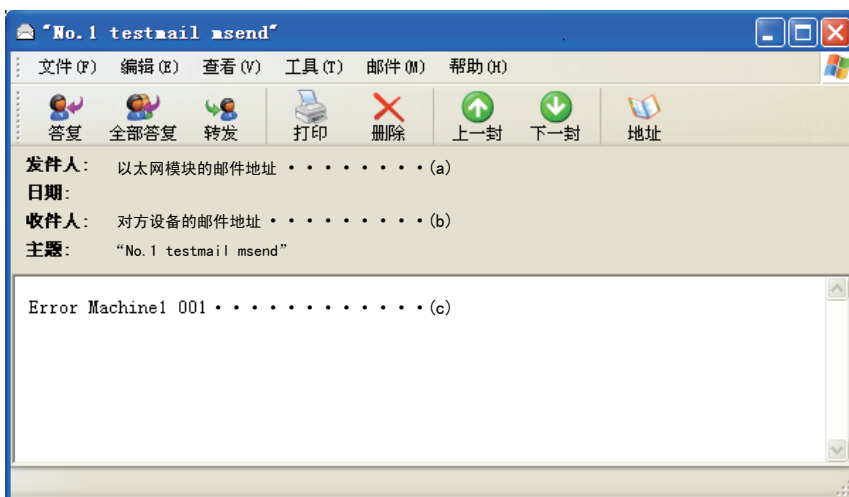 "No.1 testmail msend"
文件(F) 编辑(E) 查看(V) 工具(T) 邮件(M) 帮助(H)
答复 全部答复 转发 打印 删除 上一封 下一封 地址
发件人: 以太网模块的邮件地址・・・・・・・・(a)
日期:
收件人: 对方设备的邮件地址・・・・・・・・・(b)
主题: “No.1 testmail msend”
Error Machine1 001・・・・・・・・・・・・(c)